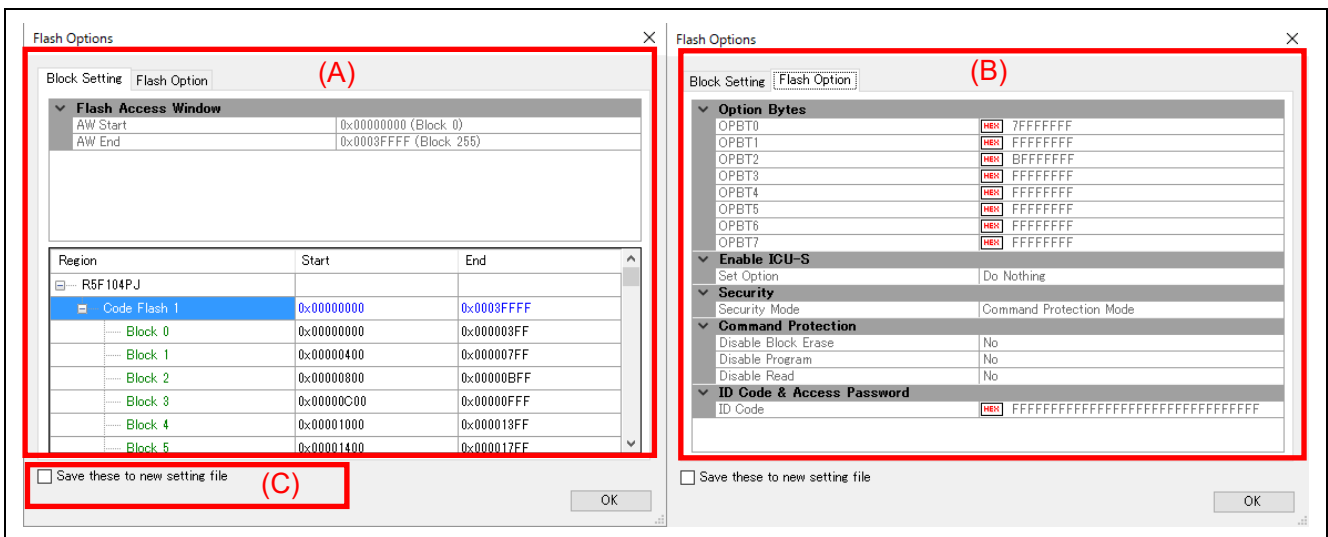 Flash Options
(A)
Block Setting Flash Option
Flash Access Window
AW Start 0x00000000 (Block 0)
AW End 0x0003FFFF (Block 255)
Region Start End
R5F104PJ
Code Flash 1 0x00000000 0x0003FFFF
Block 0 0x00000000 0x000003FF
Block 1 0x00000400 0x000007FF
Block 2 0x00000800 0x00000BFF
Block 3 0x00000C00 0x00000FFF
Block 4 0x00001000 0x000013FF
Block 5 0x00001400 0x000017FF
Save these to new setting file
(C)
OK
Flash Options
(B)
Block Setting Flash Option
Option Bytes
OPBT0 HEX 7FFFFFFF
OPBT1 HEX FFFFFFFF
OPBT2 HEX BFFFFFFF
OPBT3 HEX FFFFFFFF
OPBT4 HEX FFFFFFFF
OPBT5 HEX FFFFFFFF
OPBT6 HEX FFFFFFFF
OPBT7 HEX FFFFFFFF
Enable ICU-S
Set Option Do Nothing
Security
Security Mode Command Protection Mode
Command Protection
Disable Block Erase No
Disable Program No
Disable Read No
ID Code & Access Password
ID Code HEX FFFFFFFFFFFFFFFFFFFFFFFFFFFFFFFF
Save these to new setting file
OK